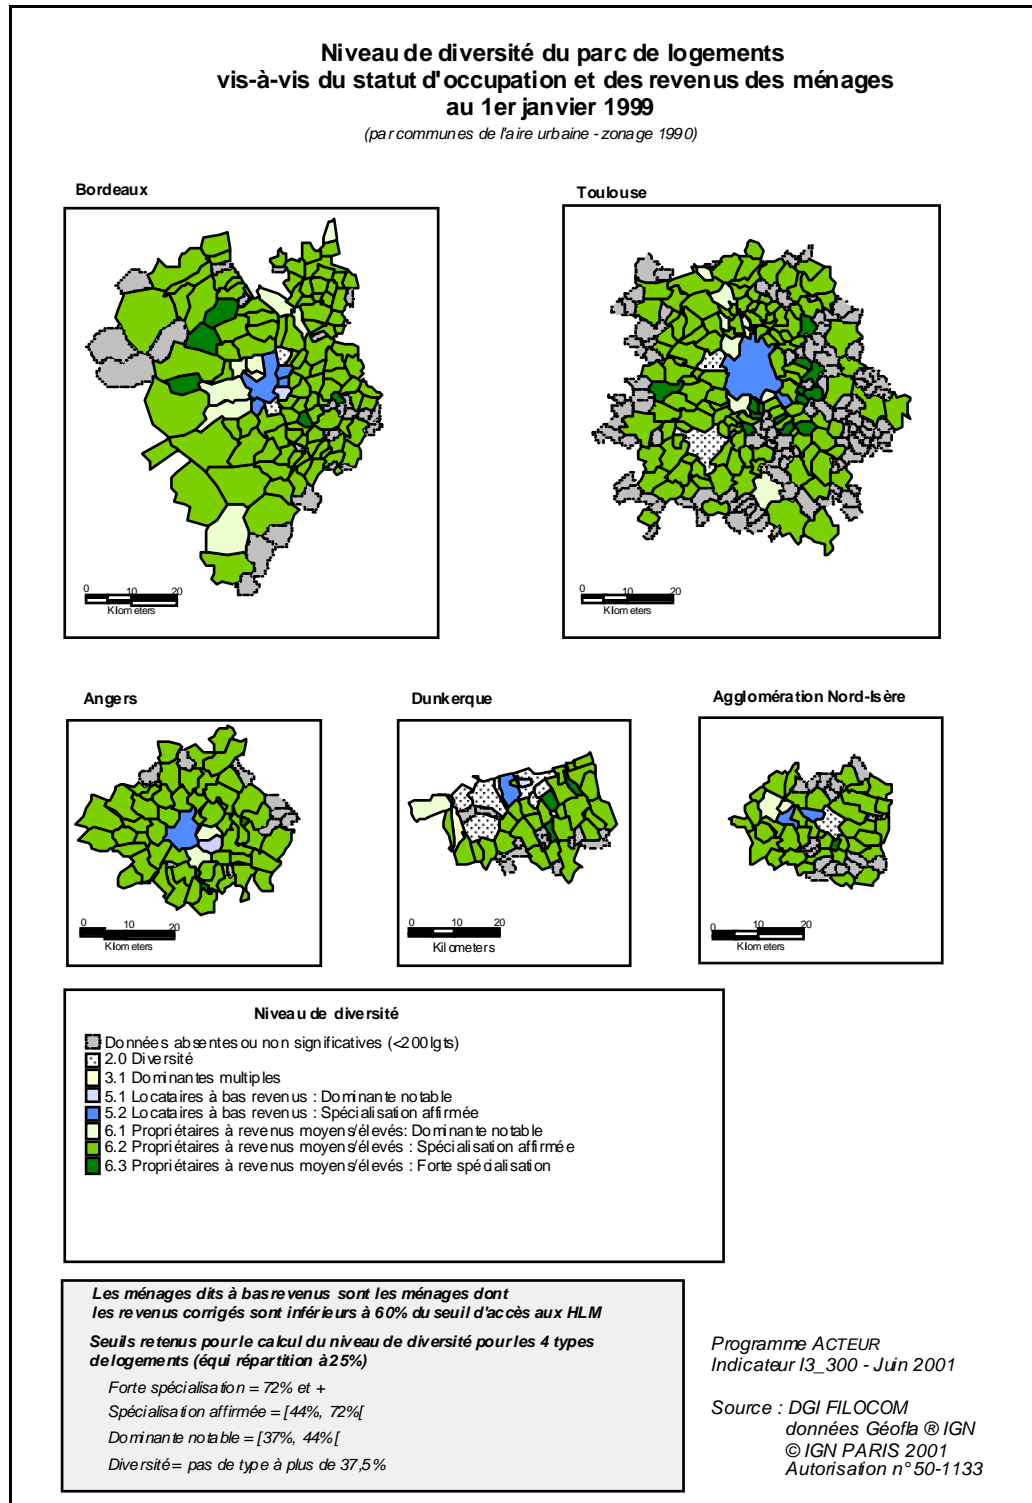 Niveau de diversité du parc de logements
vis-à-vis du statut d'occupation et des revenus des ménages
au 1er janvier 1999
(par communes de l'aire urbaine - zonage 1990)
Bordeaux
Toulouse
0 10 20
Kilometers
0 10 20
Kilometers
Angers
Dunkerque
Agglomération Nord-Isère
0 10 20
Kilometers
0 10 20
Kilometers
0 10 20
Kilometers
Niveau de diversité
Données absentes ou non significatives (<200 lgts)
2.0 Diversité
3.1 Dominantes multiples
5.1 Locataires à bas revenus : Dominante notable
5.2 Locataires à bas revenus : Spécialisation affirmée
6.1 Propriétaires à revenus moyens/élevés: Dominante notable
6.2 Propriétaires à revenus moyens/élevés : Spécialisation affirmée
6.3 Propriétaires à revenus moyens/élevés : Forte spécialisation
Les ménages dits à bas revenus sont les ménages dont
les revenus corrigés sont inférieurs à 60% du seuil d'accès aux HLM
Seuils retenus pour le calcul du niveau de diversité pour les 4 types
de logements (équi répartition à 25%)
Forte spécialisation = 72% et +
Spécialisation affirmée = [44%, 72%[
Dominante notable = [37%, 44%[
Diversité = pas de type à plus de 37,5%
Programme ACTEUR
Indicateur I3_300 - Juin 2001
Source : DGI FILOCOM
données Géofla ® IGN
© IGN PARIS 2001
Autorisation n° 50-1133